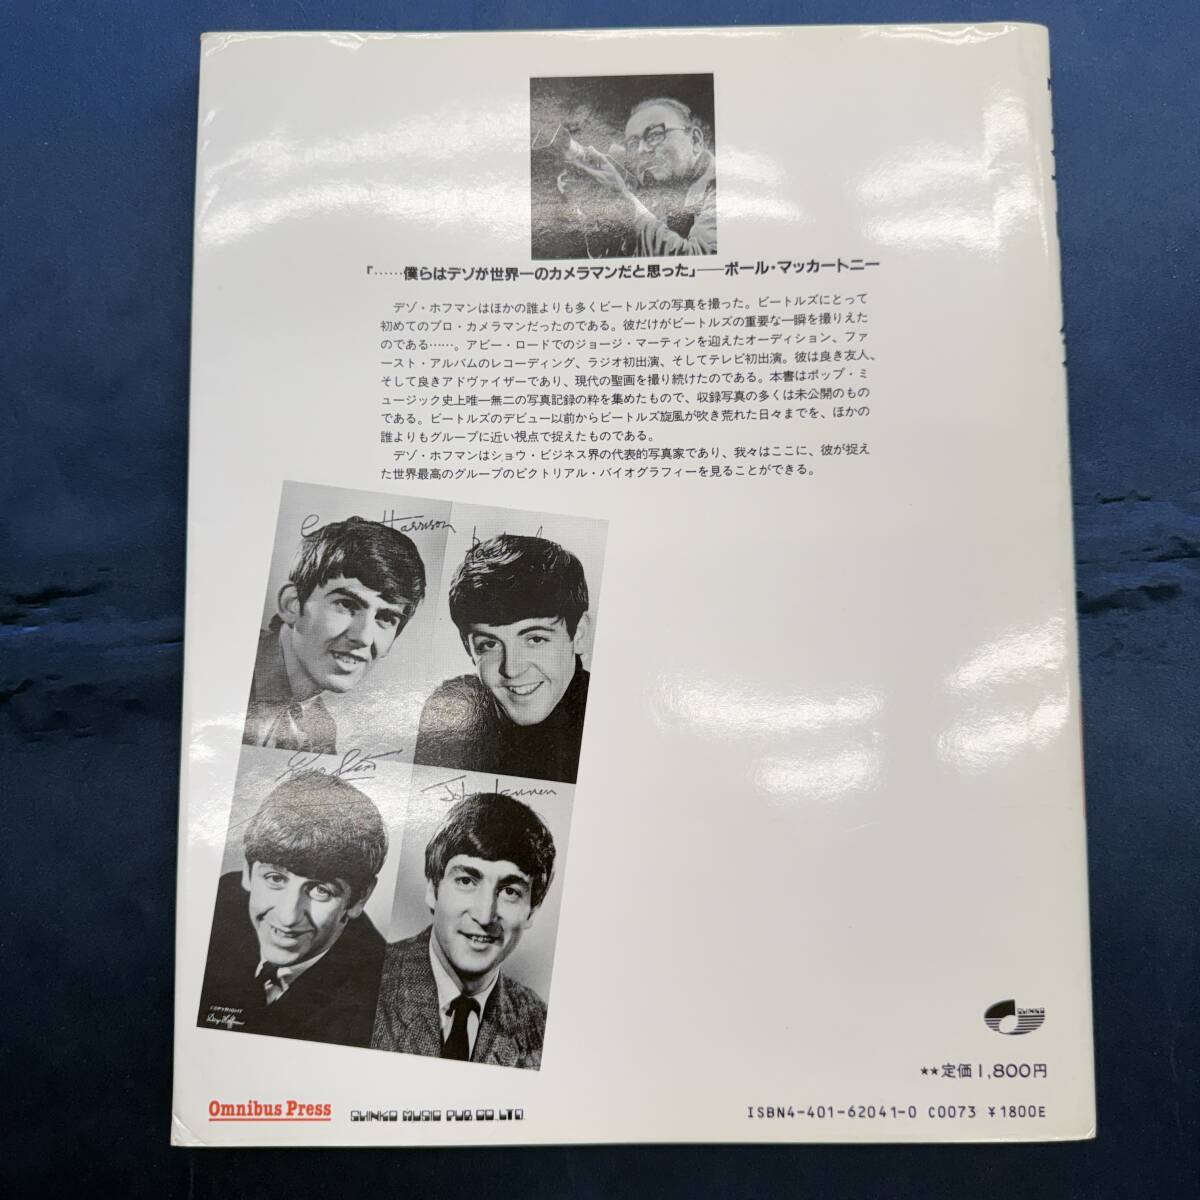 『……僕らはデゾが世界一のカメラマンだと思った』――ポール・マッカートニー
デゾ・ホフマンはほかの誰よりも多くビートルズの写真を撮った。ビートルズにとって
初めてのプロ・カメラマンだったのである。彼だけがビートルズの重要な一瞬を撮りえた
のである……。アビー・ロードでのジョージ・マーティンを迎えたオーディション、ファ
ースト・アルバムのレコーディング、ラジオ初出演、そしてテレビ初出演。彼は良き友人、
そして良きアドヴァイザーであり、現代の聖画を撮り続けたのである。本書はポップ・ミ
ュージック史上唯一無二の写真記録の粋を集めたもので、収録写真の多くは未公開のもの
である。ビートルズのデビュー以前からビートルズ旋風が吹き荒れた日々までを、ほかの
誰よりもグループに近い視点で捉えたものである。
デゾ・ホフマンはショウ・ビジネス界の代表的写真家であり、我々はここに、彼が捉え
た世界最高のグループのピクトリアル・バイオグラフィーを見ることができる。
Harrison
John Lennon
COPYRIGHT
SHINKO
★★定価1,800円
Omnibus Press
SHINKO MUSIC PUB. CO., LTD.
ISBN4-401-62041-0 C0073 ¥1800E